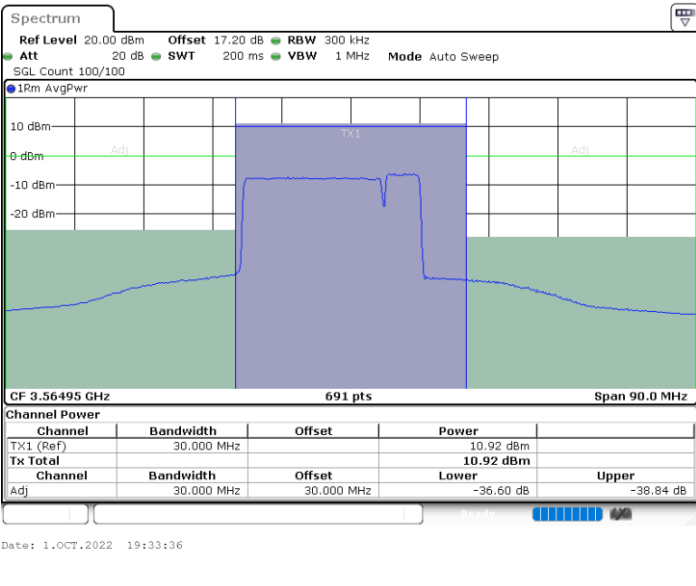 Spectrum
Ref Level 20.00 dBm Offset 17.20 dB RBW 300 kHz
Att 20 dB SWT 200 ms VBW 1 MHz Mode Auto Sweep
SGL Count 100/100
1Rm AvgPwr
10 dBm
TX1
Adj Adj
0 dBm
-10 dBm
-20 dBm
CF 3.56495 GHz 691 pts Span 90.0 MHz
Channel Power
Channel Bandwidth Offset Power
TX1 (Ref) 30.000 MHz 10.92 dBm
Tx Total 10.92 dBm
Channel Bandwidth Offset Lower Upper
Adj 30.000 MHz 30.000 MHz -36.60 dB -38.84 dB
Ready
Date: 1.OCT.2022 19:33:36